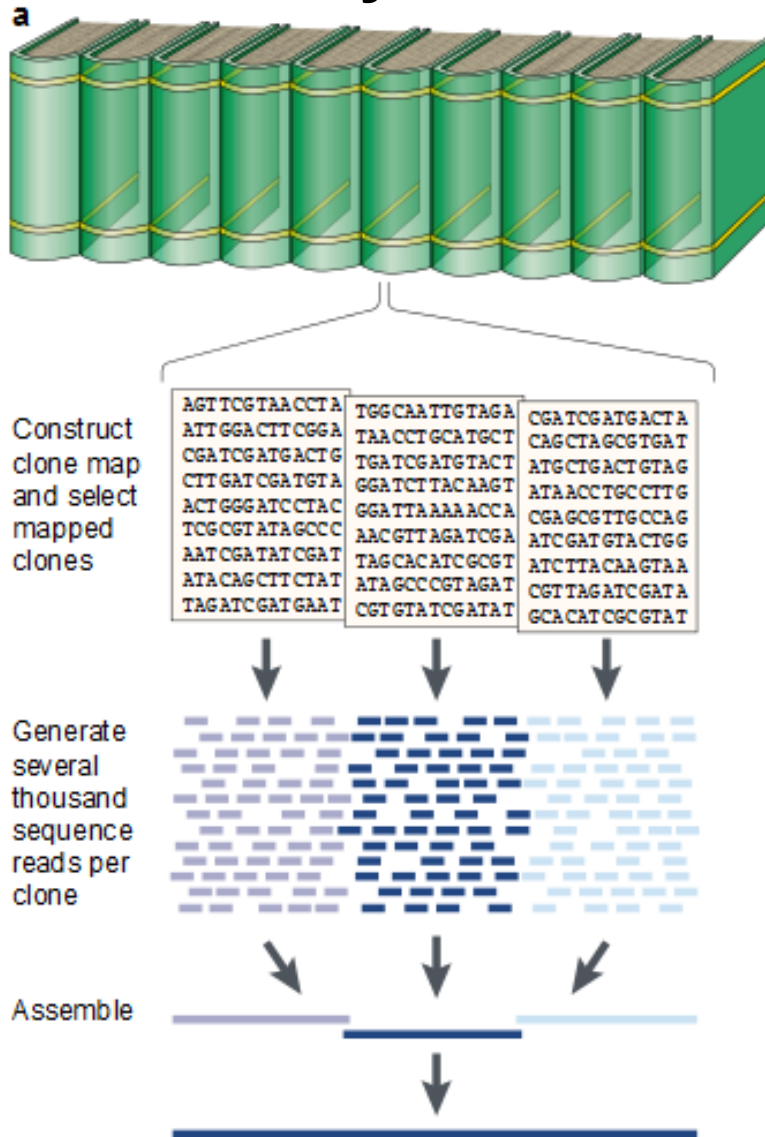 a
Construct
clone map
and select
mapped
clones
AGTTCGTAACCTA
ATTGGACTTCGGA
CGATCGATGACTG
CTTGATCGATGTA
ACTGGGATCCTAC
TCGCGTATAGCCC
AATCGATATCGAT
ATACAGCTTCTAT
TAGATCGATGAAT
TGGCAATTGTAGA
TAACCTGCATGCT
TGATCGATGTACT
GGATCTTACAAGT
GGATTAAAAACCA
AACGTTAGATCGA
TAGCACATCGCGT
ATAGCCCGTAGAT
CGTGTATCGATAT
CGATCGATGACTA
CAGCTAGCGTGAT
ATGCTGACTGTAG
ATAACCTGCCTTG
CGAGCGTTGCCAG
ATCGATGTACTGG
ATCTTACAAGTAA
CGTTAGATCGATA
GCACATCGCGTAT
Generate
several
thousand
sequence
reads per
clone
Assemble